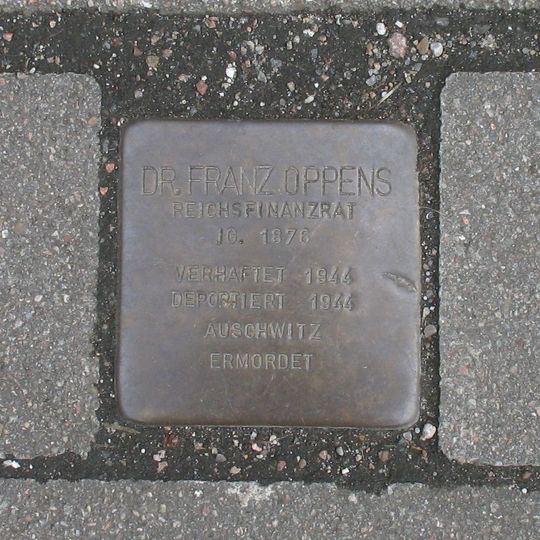 DR. FRANZ OPPENS
REICHSFINANZRAT
JG. 1876
VERHAFTET 1944
DEPORTIERT 1944
AUSCHWITZ
ERMORDET